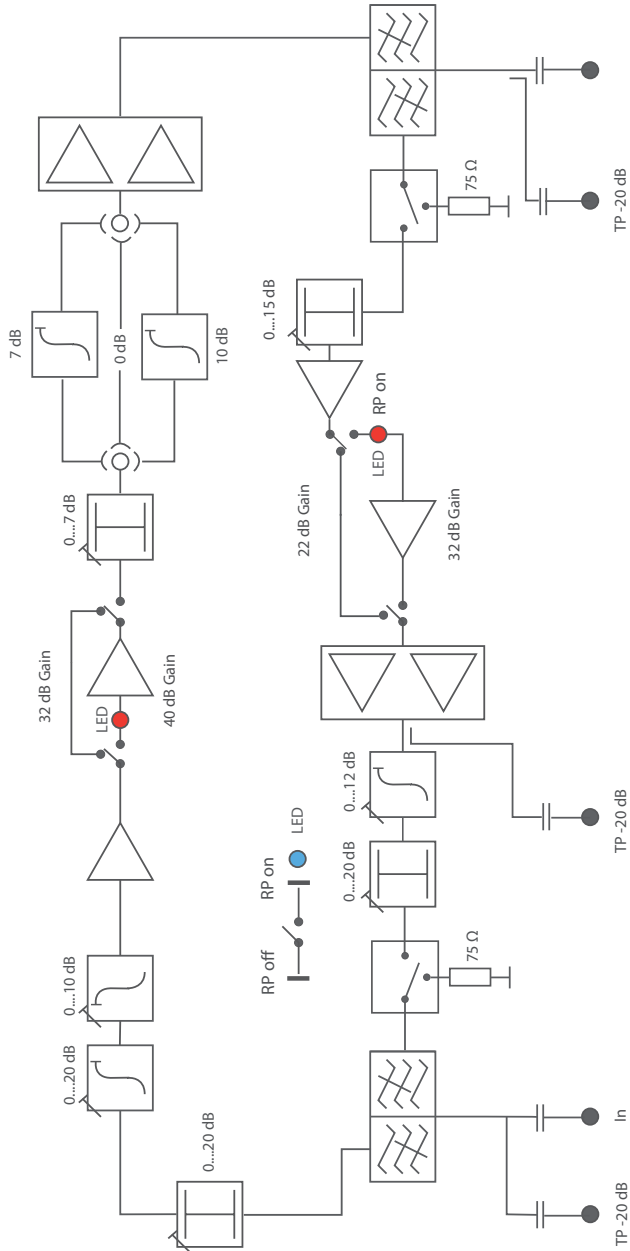 7 dB
0 dB
10 dB
0....7 dB
32 dB Gain
LED
40 dB Gain
0....10 dB
0....20 dB
0....20 dB
75 Ω
TP -20 dB
0....15 dB
RP on
LED
22 dB Gain
32 dB Gain
0....12 dB
0....20 dB
TP -20 dB
RP off
RP on
LED
75 Ω
In
TP -20 dB